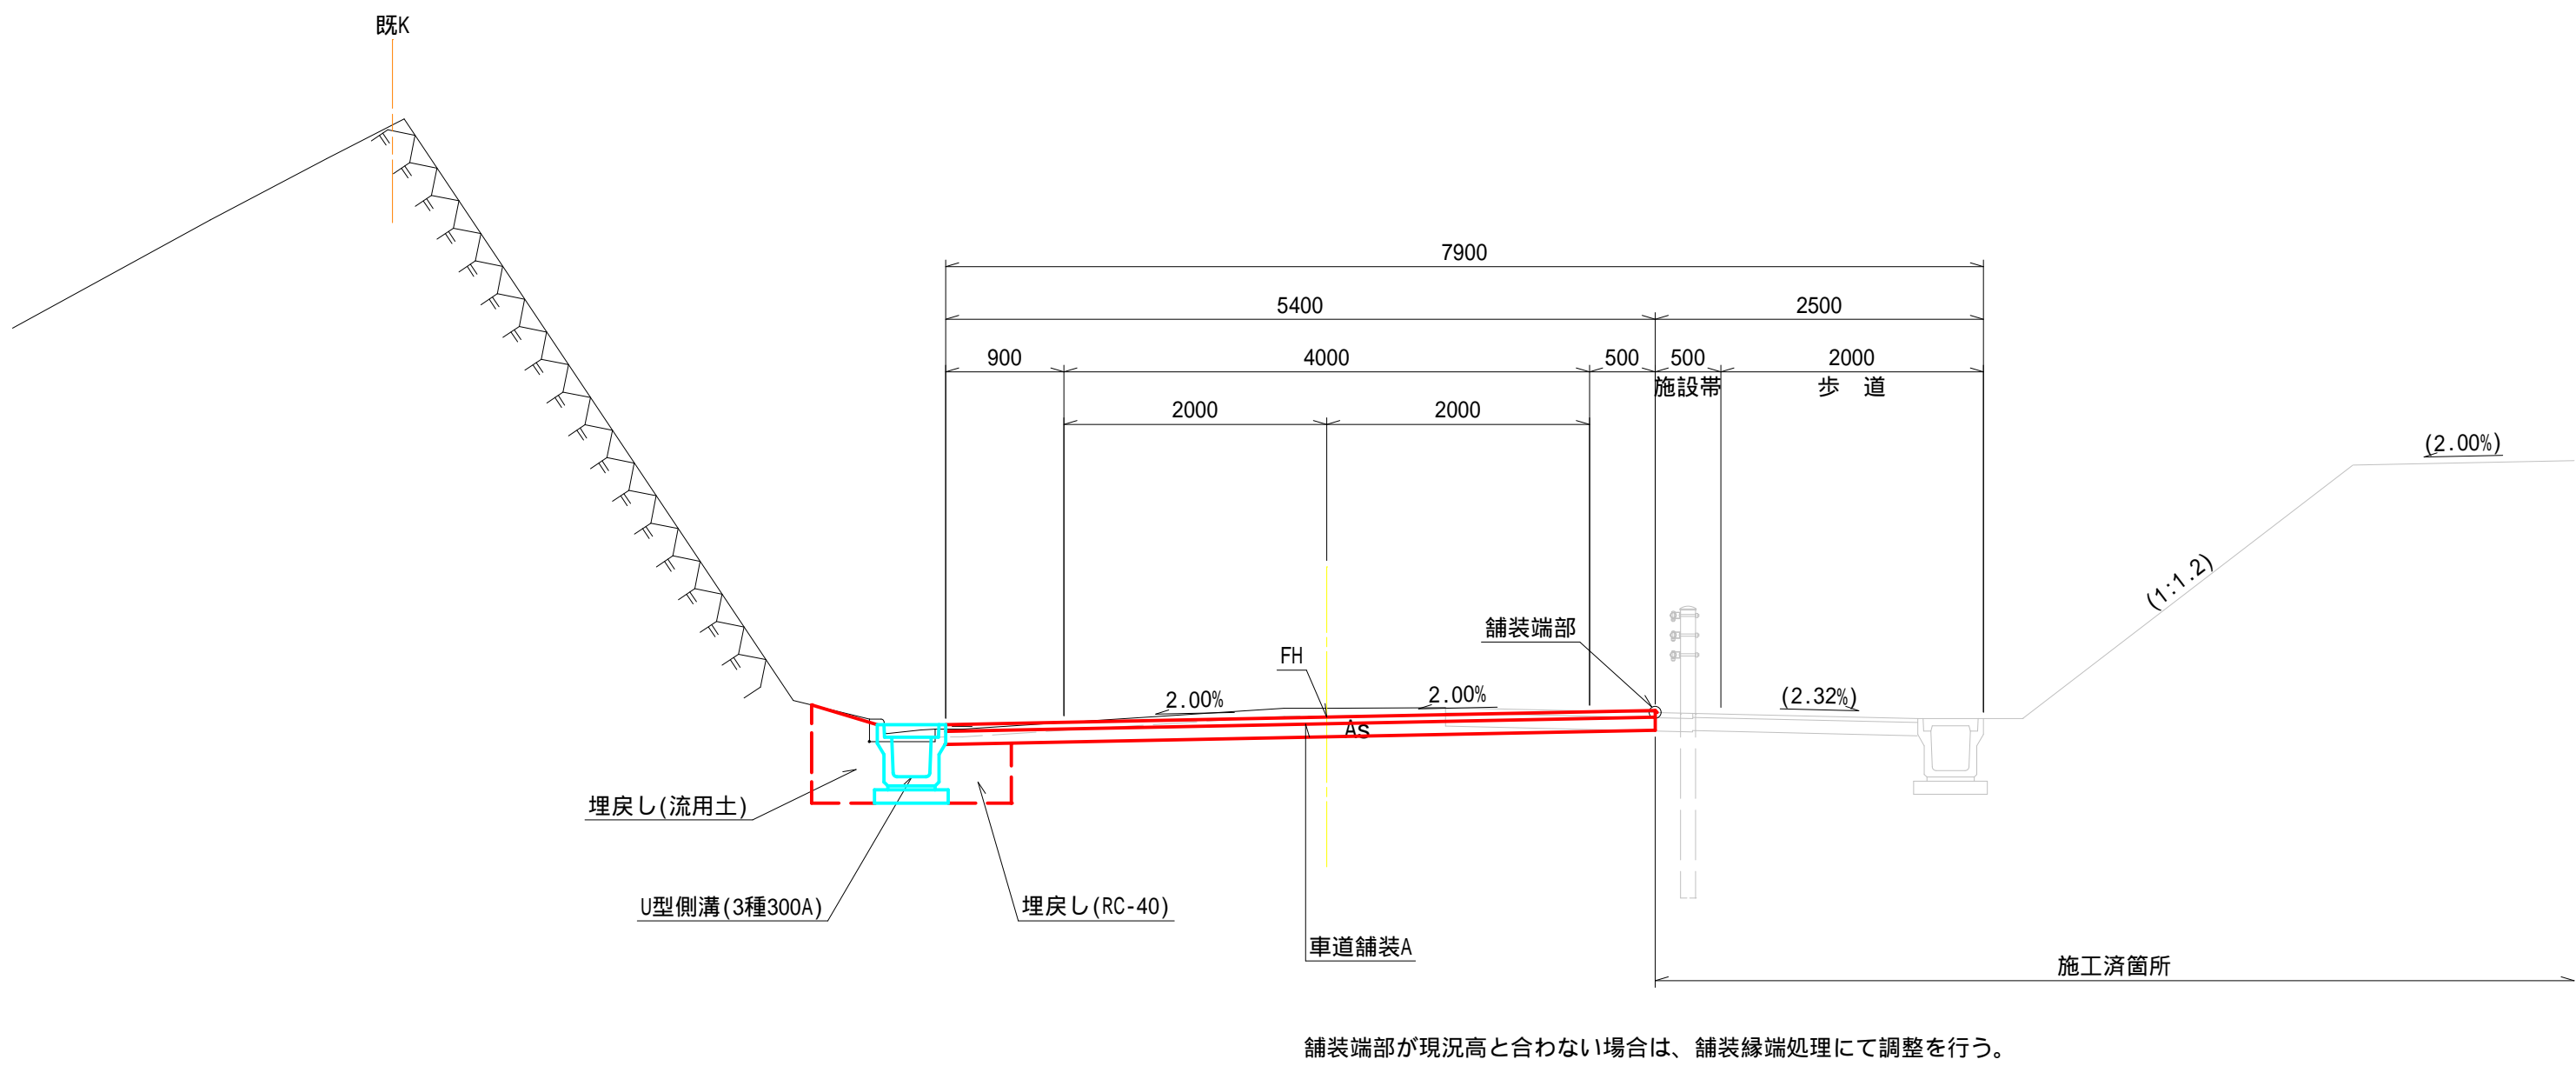 既K
7900
5400
2500
900
4000
500
500
2000
施設帯
歩　道
2000
2000
(2.00%)
(1:1.2)
舗装端部
FH
2.00%
2.00%
(2.32%)
As
埋戻し(流用土)
U型側溝(3種300A)
埋戻し(RC-40)
車道舗装A
施工済箇所
舗装端部が現況高と合わない場合は、舗装縁端処理にて調整を行う。